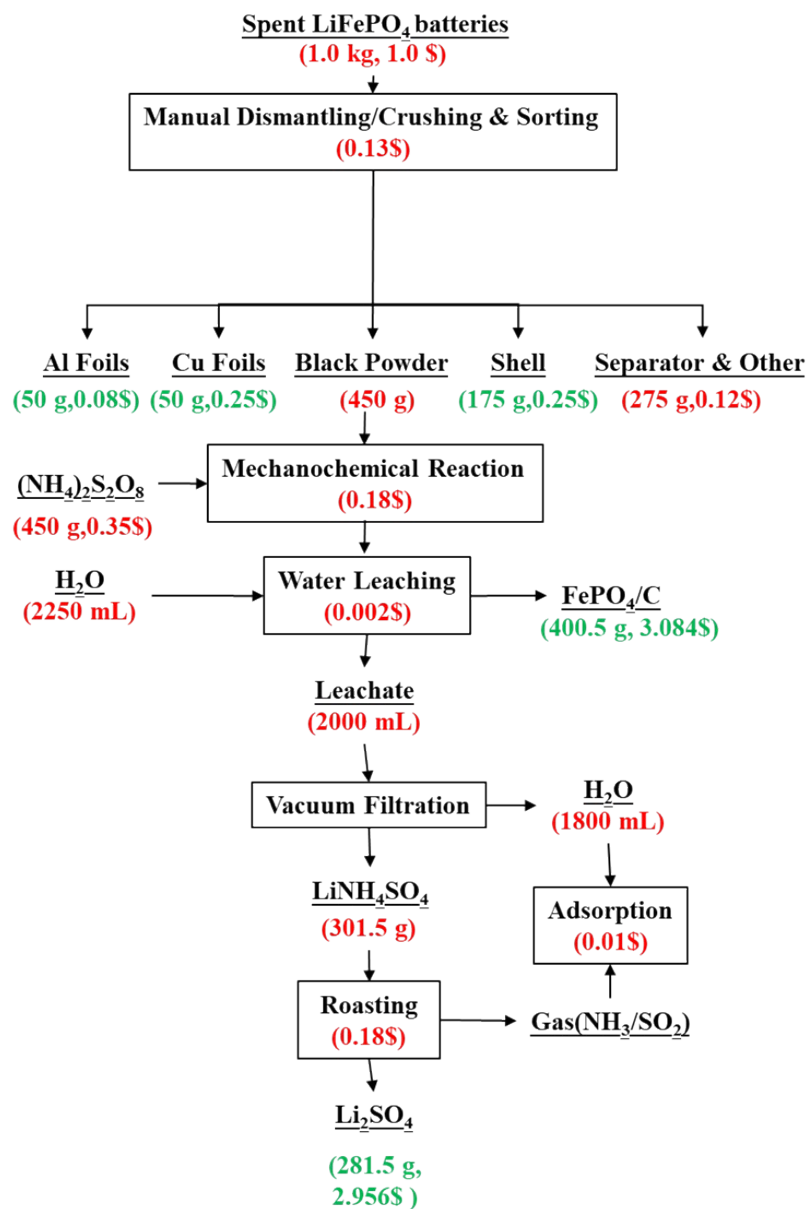 Spent LiFePO₄ batteries
(1.0 kg, 1.0 $)
Manual Dismantling/Crushing & Sorting
(0.13$)
Al Foils
(50 g,0.08$)
Cu Foils
(50 g,0.25$)
Black Powder
(450 g)
Shell
(175 g,0.25$)
Separator & Other
(275 g,0.12$)
(NH₄)₂S₂O₈
(450 g,0.35$)
Mechanochemical Reaction
(0.18$)
H₂O
(2250 mL)
Water Leaching
(0.002$)
FePO₄/C
(400.5 g, 3.084$)
Leachate
(2000 mL)
Vacuum Filtration
H₂O
(1800 mL)
LiNH₄SO₄
(301.5 g)
Adsorption
(0.01$)
Roasting
(0.18$)
Gas(NH₃/SO₂)
Li₂SO₄
(281.5 g,
2.956$ )